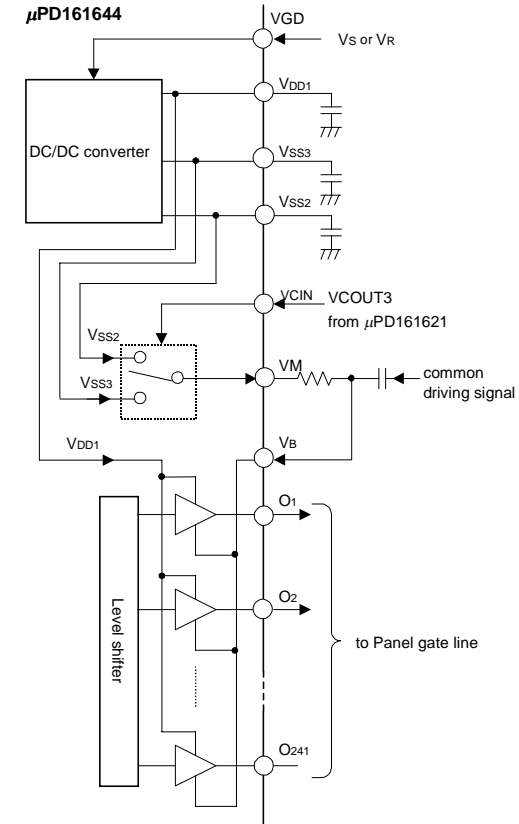 μPD161644
VGD
VS or VR
VDD1
DC/DC converter
VSS3
VSS2
VCIN
VCOUT3
from μPD161621
VSS2
VSS3
VM
common
driving signal
VDD1
VB
O1
Level shifter
O2
to Panel gate line
O241